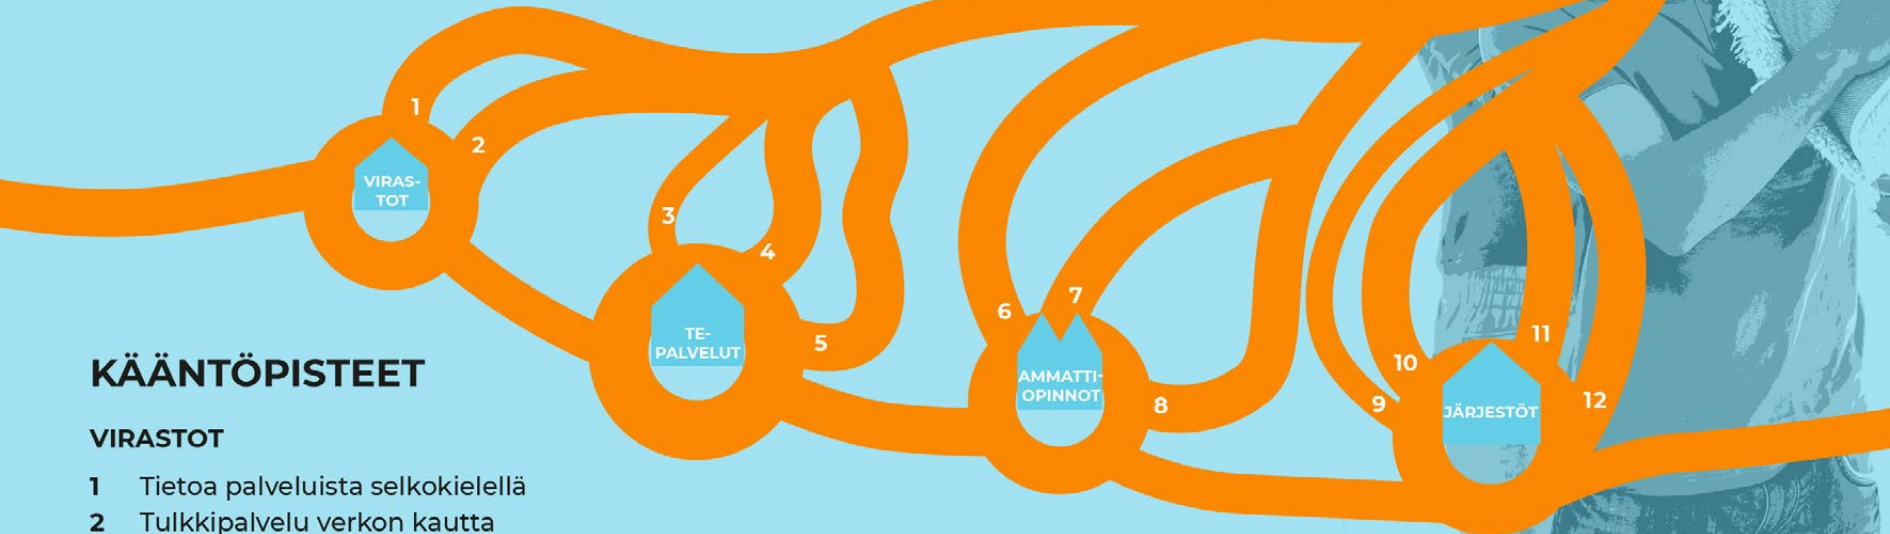 1
2
VIRAS-
TOT
3
4
5
TE-
PALVELUT
6
7
8
AMMATTI-
OPINNOT
9
10
11
12
JÄRJESTÖT
KÄÄNTÖPISTEET
VIRASTOT
1 Tietoa palveluista selkokielellä
2 Tulkkipalvelu verkon kautta